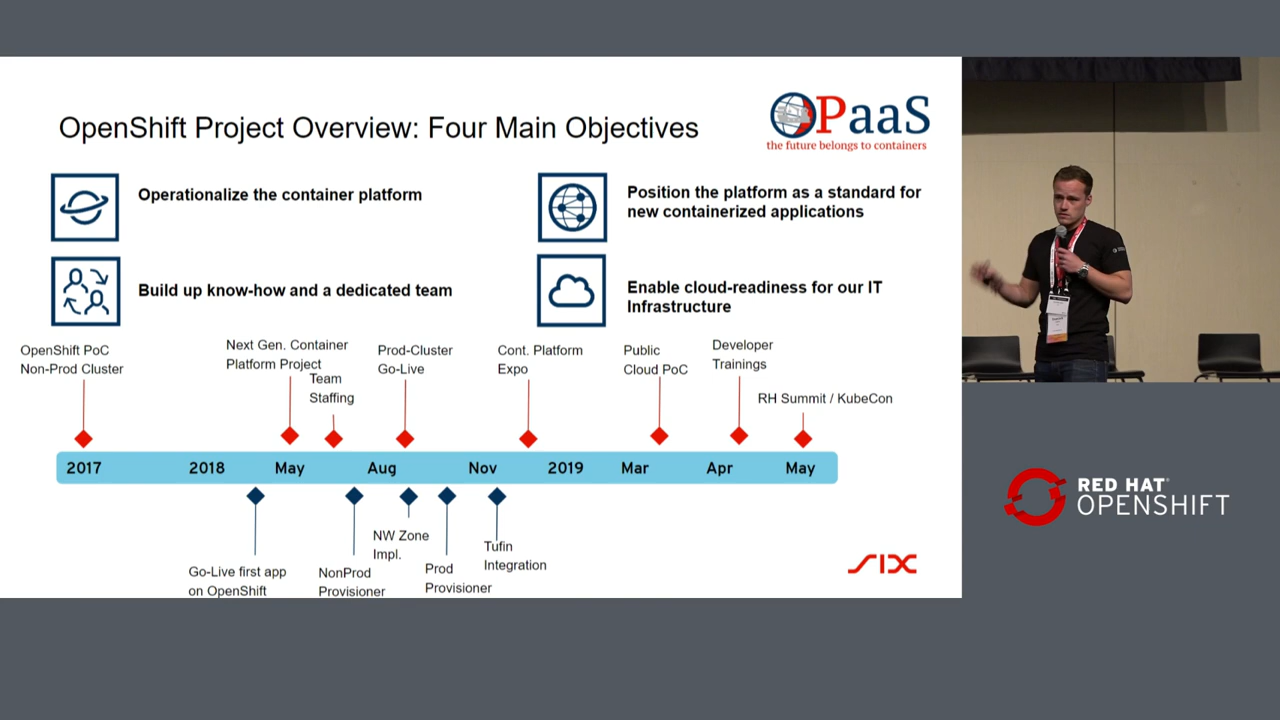 OpenShift Project Overview: Four Main Objectives
OPaaS
the future belongs to containers
Operationalize the container platform
Position the platform as a standard for
new containerized applications
Build up know-how and a dedicated team
Enable cloud-readiness for our IT
Infrastructure
OpenShift PoC
Non-Prod Cluster
Next Gen. Container
Platform Project
Team
Staffing
Prod-Cluster
Go-Live
Cont. Platform
Expo
Public
Cloud PoC
Developer
Trainings
RH Summit / KubeCon
2017 2018 May Aug Nov 2019 Mar Apr May
Go-Live first app
on OpenShift
NonProd
Provisioner
NW Zone
Impl.
Prod
Provisioner
Tufin
Integration
SIX
RED HAT®
OPENSHIFT